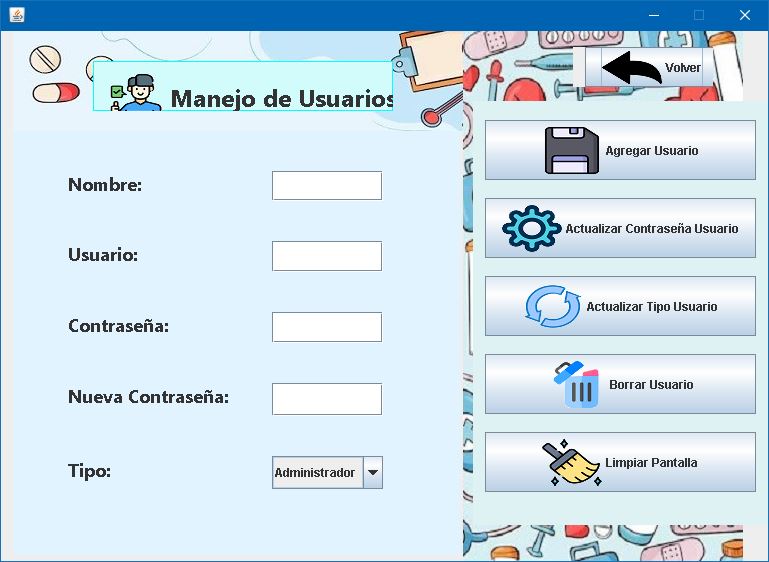 Manejo de Usuarios
Volver
Nombre:
Usuario:
Contraseña:
Nueva Contraseña:
Tipo:
Administrador
Agregar Usuario
Actualizar Contraseña Usuario
Actualizar Tipo Usuario
Borrar Usuario
Limpiar Pantalla